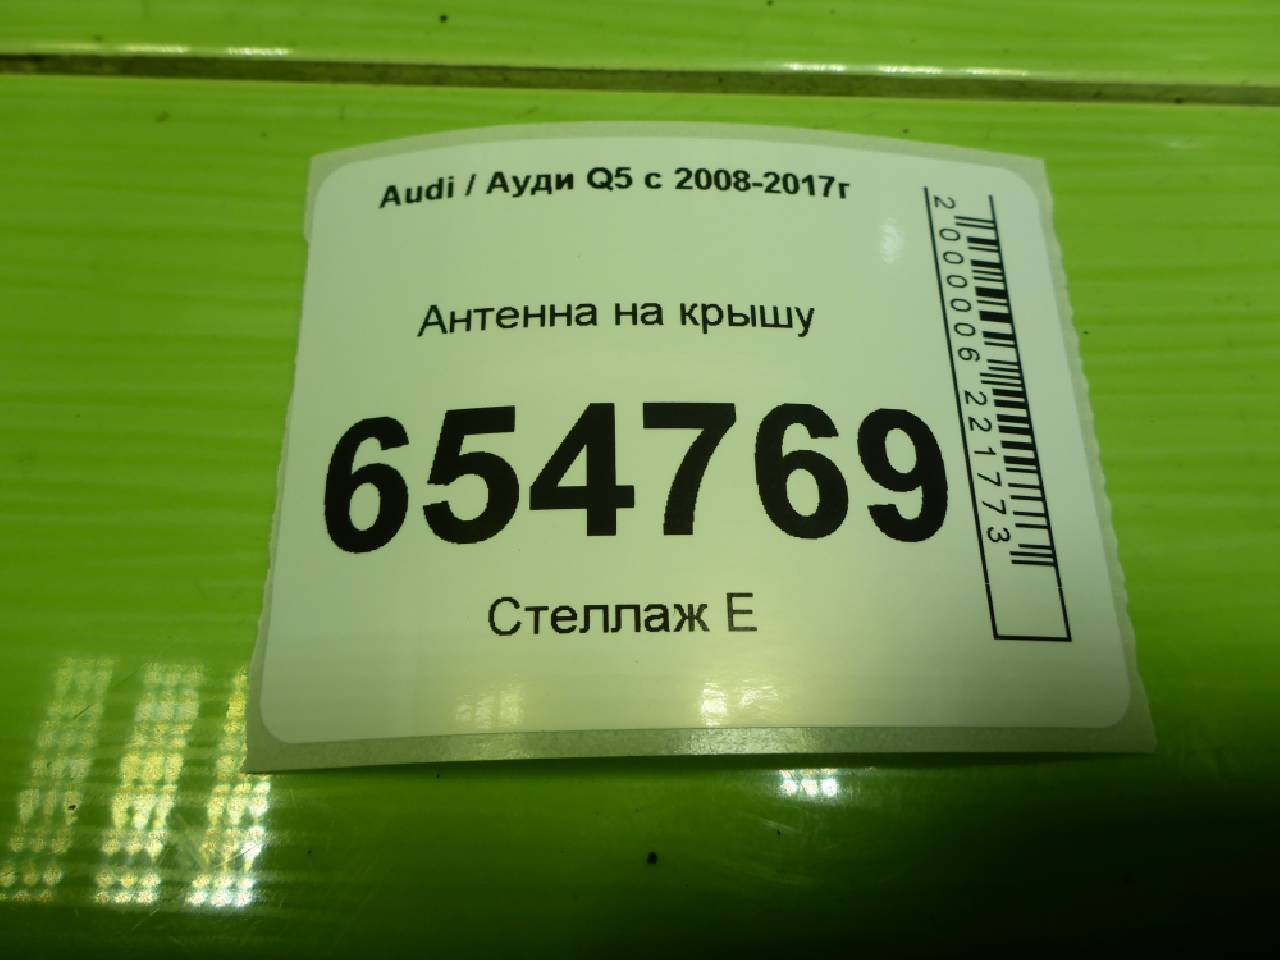 Audi / Ауди Q5 с 2008-2017г
Антенна на крышу
654769
Стеллаж Е
2000006221773